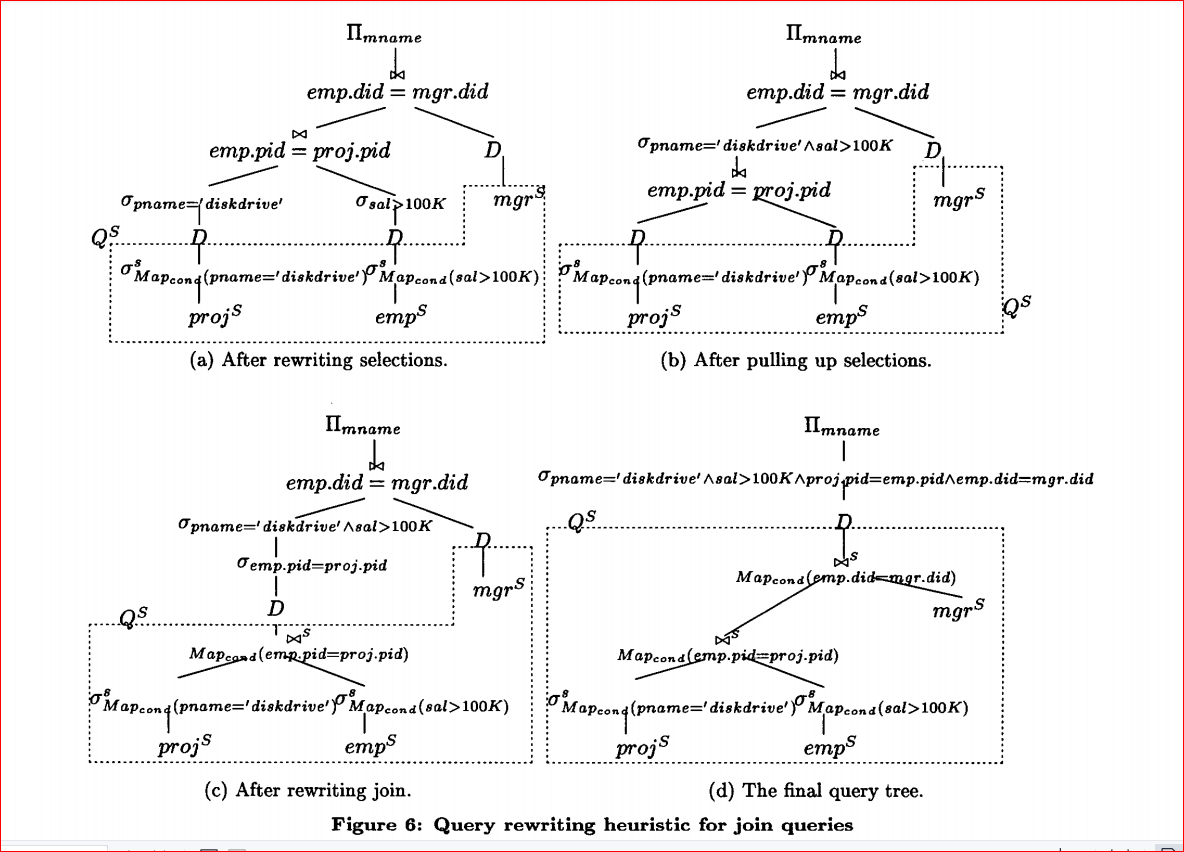 Π_mname Π_mname
⋈ ⋈
emp.did = mgr.did emp.did = mgr.did
⋈ σ_pname='diskdrive'∧sal>100K D
emp.pid = proj.pid D ⋈
σ_pname='diskdrive' σ_sal>100K mgr^S emp.pid = proj.pid mgr^S
Q^S D D D D
σ^s_Map_cond(pname='diskdrive') σ^s_Map_cond(sal>100K) σ^s_Map_cond(pname='diskdrive') σ^s_Map_cond(sal>100K) Q^S
proj^S emp^S proj^S emp^S
(a) After rewriting selections. (b) After pulling up selections.
Π_mname Π_mname
⋈
emp.did = mgr.did σ_pname='diskdrive'∧sal>100K∧proj.pid=emp.pid∧emp.did=mgr.did
σ_pname='diskdrive'∧sal>100K Q^S D
D ⋈^S
σ_emp.pid=proj.pid Map_cond(emp.did=mgr.did)
mgr^S mgr^S
Q^S D
⋈^S ⋈^S
Map_cond(emp.pid=proj.pid) Map_cond(emp.pid=proj.pid)
σ^s_Map_cond(pname='diskdrive') σ^s_Map_cond(sal>100K) σ^s_Map_cond(pname='diskdrive') σ^s_Map_cond(sal>100K)
proj^S emp^S proj^S emp^S
(c) After rewriting join. (d) The final query tree.
Figure 6: Query rewriting heuristic for join queries